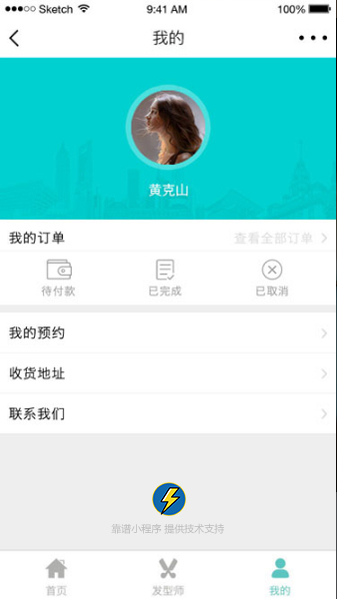 Sketch 9:41 AM 100%
我的
黄克山
我的订单 查看全部订单
待付款 已完成 已取消
我的预约
收货地址
联系我们
靠谱小程序 提供技术支持
首页 发型师 我的